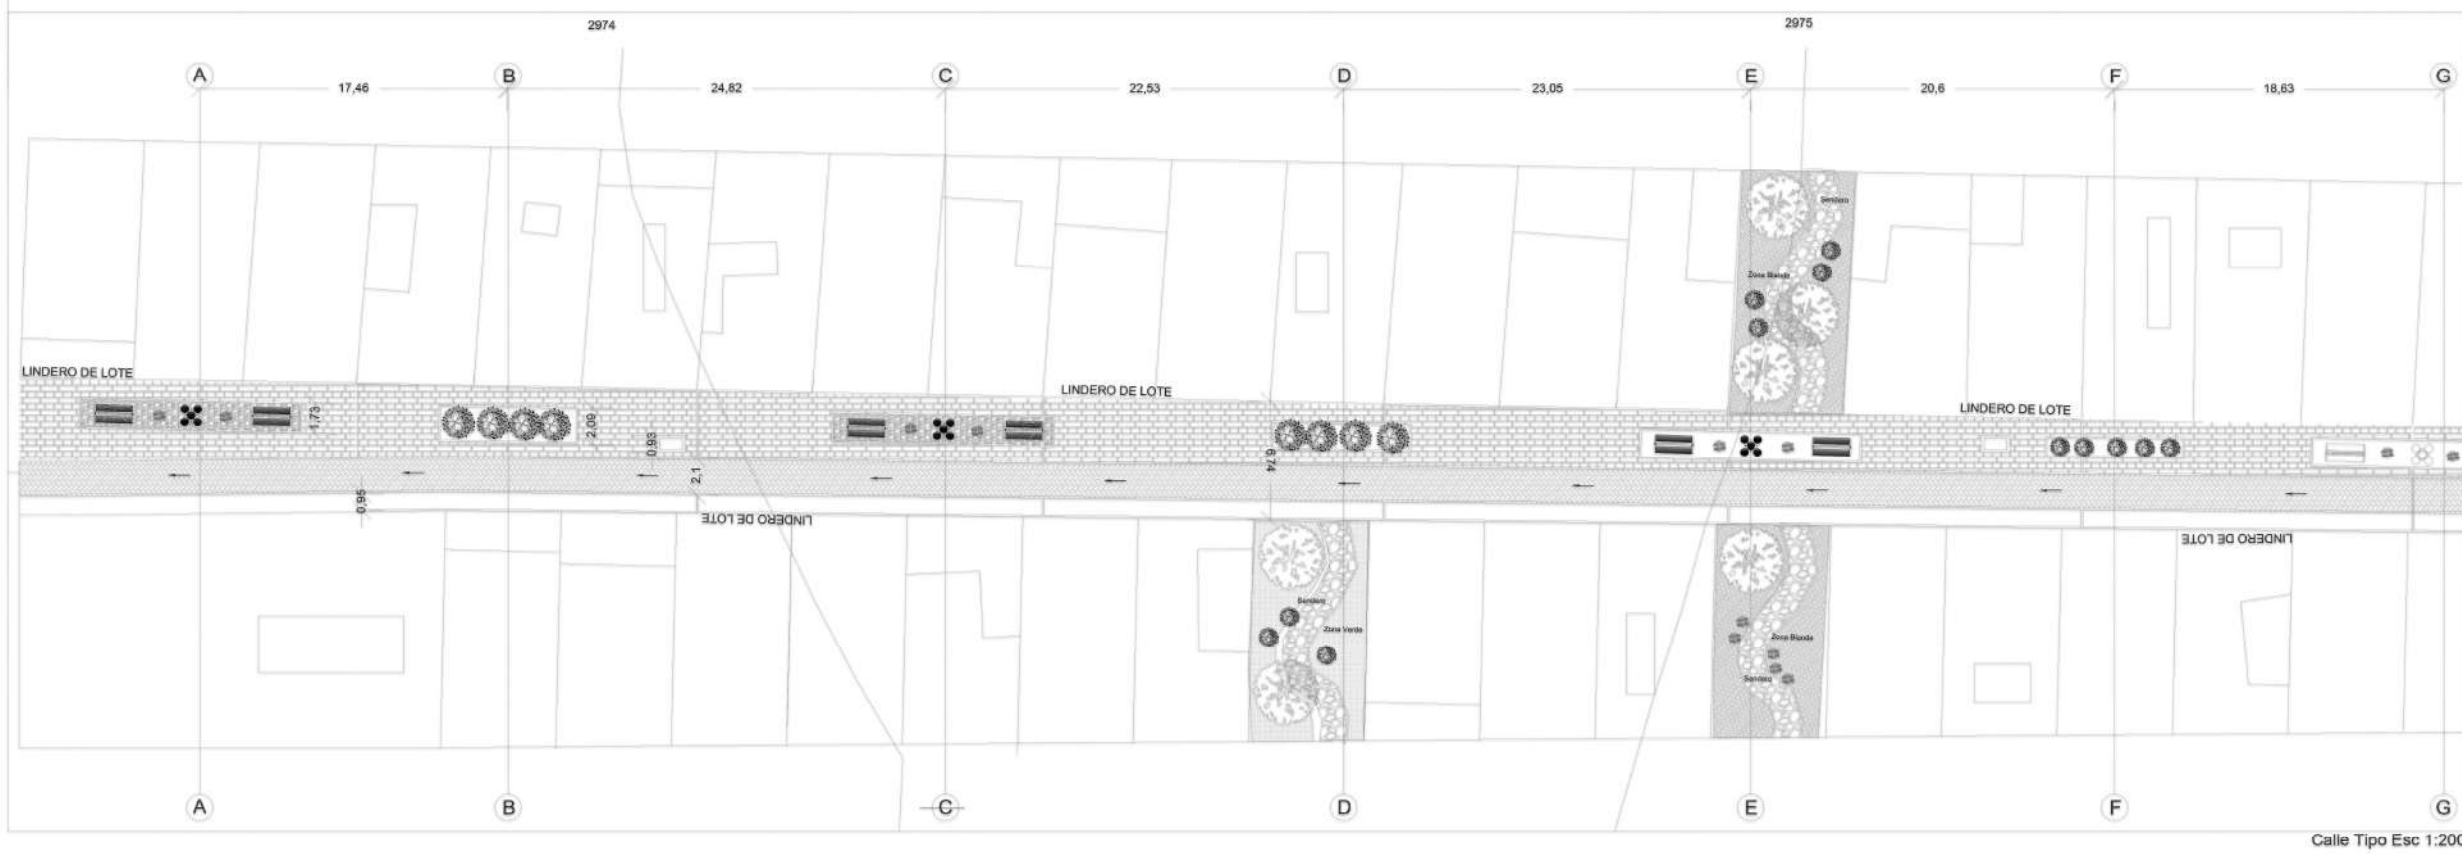 2974
2975
A B C D E F G
17,46 24,82 22,53 23,05 20,6 18,63
Sendero
Zona Blanda
LINDERO DE LOTE
LINDERO DE LOTE
LINDERO DE LOTE
1,73
2,09
0,93
2,1
6,74
0,95
LINDERO DE LOTE
LINDERO DE LOTE
Sendero
Zona Verde
Zona Blanda
Sendero
A B C D E F G
Calle Tipo Esc 1:200